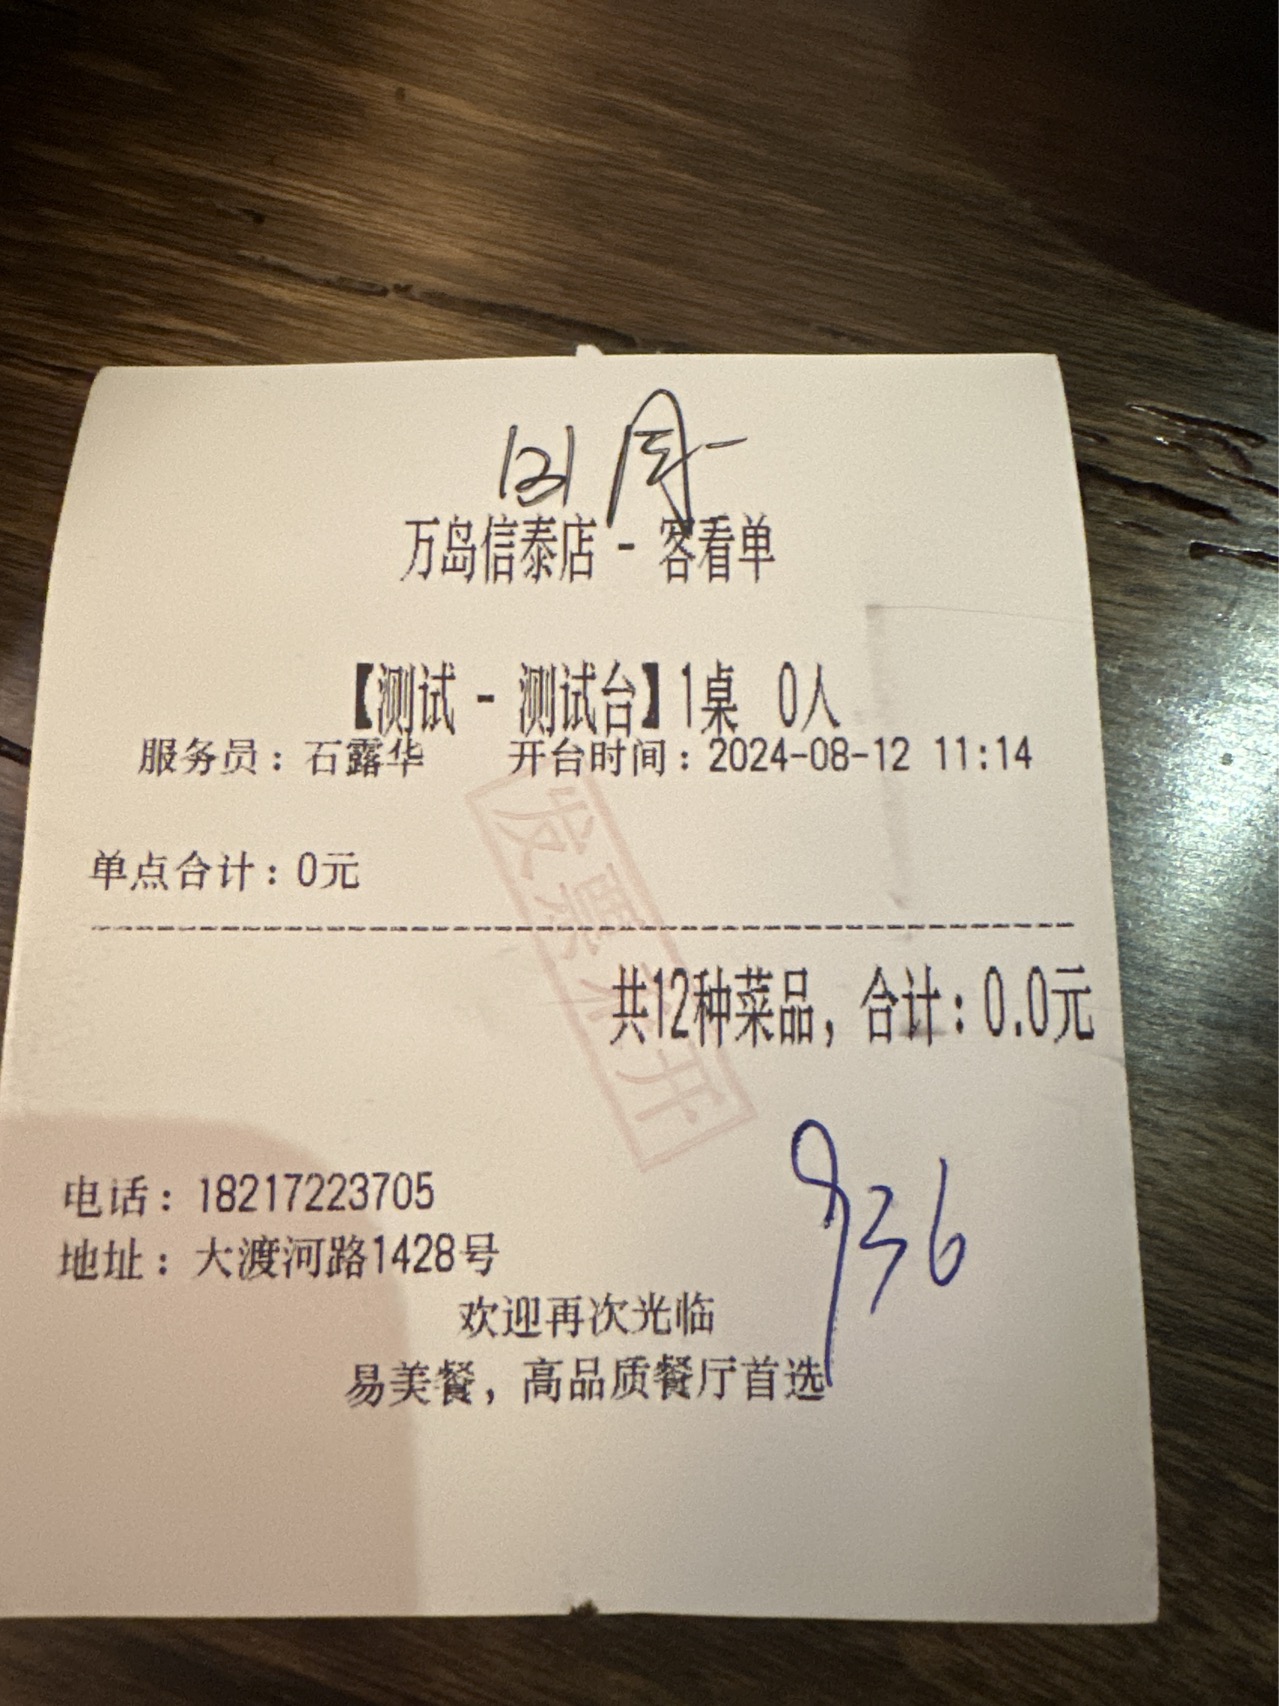 万岛信泰店 - 客看单
【测试 - 测试台】1桌 0人
服务员：石露华 开台时间：2024-08-12 11:14
单点合计：0元
发票已开
共12种菜品，合计：0.0元
936
电话：18217223705
地址：大渡河路1428号
欢迎再次光临
易美餐，高品质餐厅首选